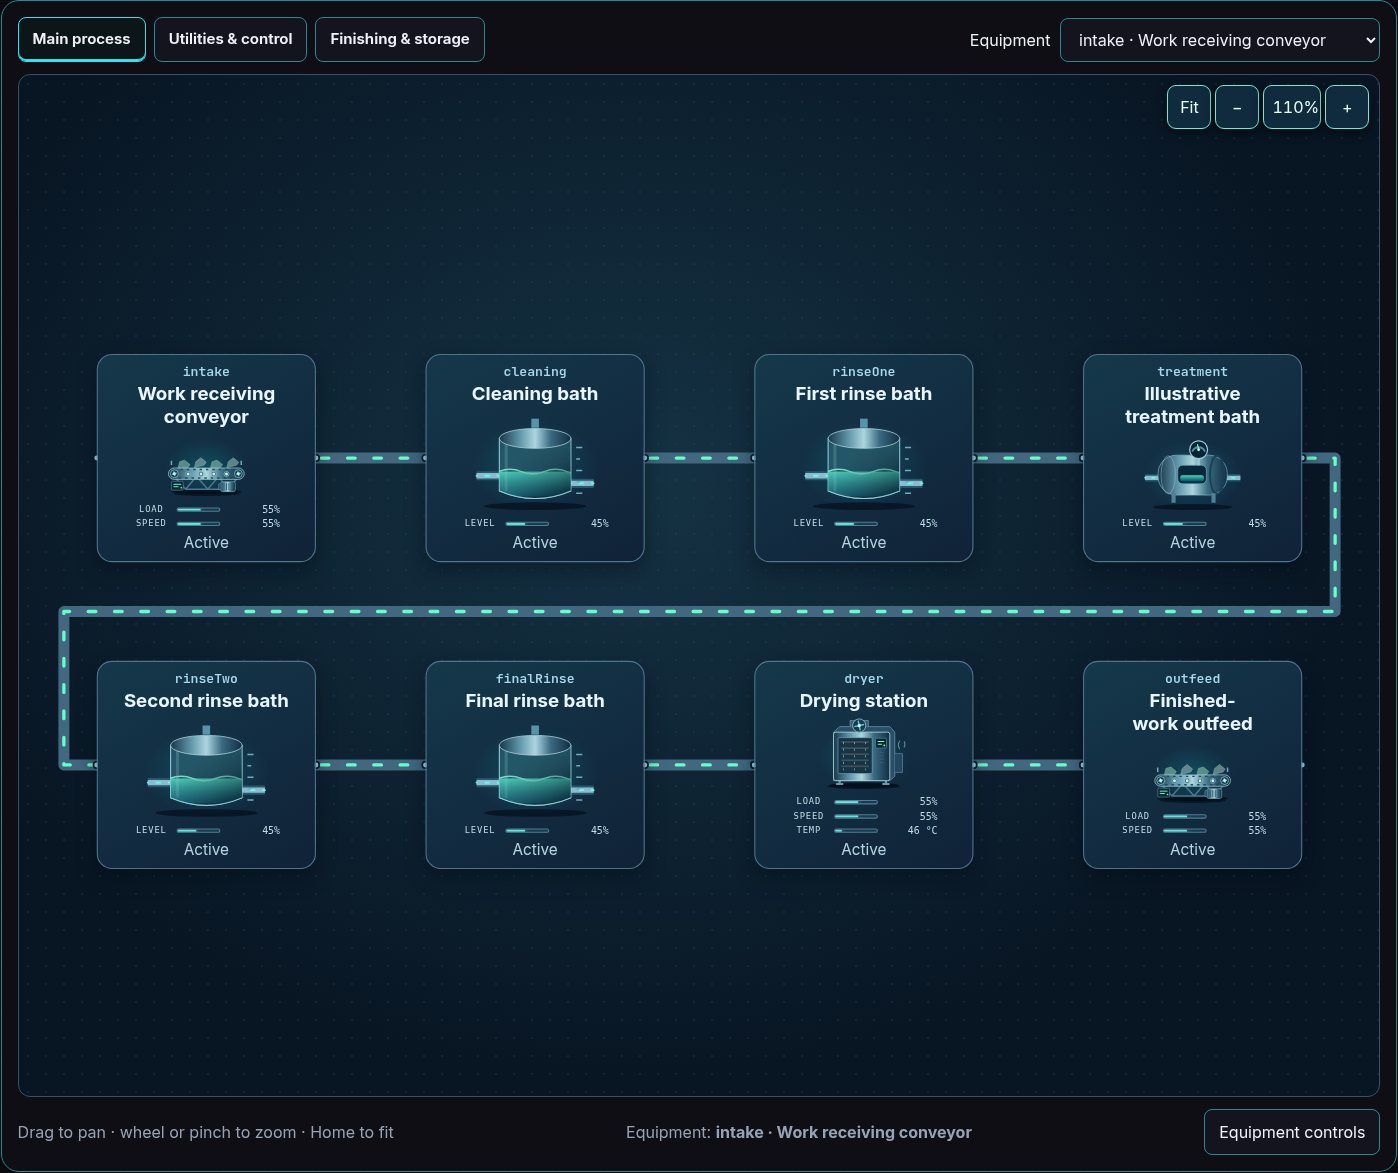 Main process
Utilities & control
Finishing & storage
Equipment
intake · Work receiving conveyor
Fit
−
110%
+
intake
Work receiving
conveyor
LOAD 55%
SPEED 55%
Active
cleaning
Cleaning bath
LEVEL 45%
Active
rinseOne
First rinse bath
LEVEL 45%
Active
treatment
Illustrative
treatment bath
LEVEL 45%
Active
rinseTwo
Second rinse bath
LEVEL 45%
Active
finalRinse
Final rinse bath
LEVEL 45%
Active
dryer
Drying station
LOAD 55%
SPEED 55%
TEMP 46 °C
Active
outfeed
Finished-
work outfeed
LOAD 55%
SPEED 55%
Active
Drag to pan · wheel or pinch to zoom · Home to fit
Equipment: intake · Work receiving conveyor
Equipment controls